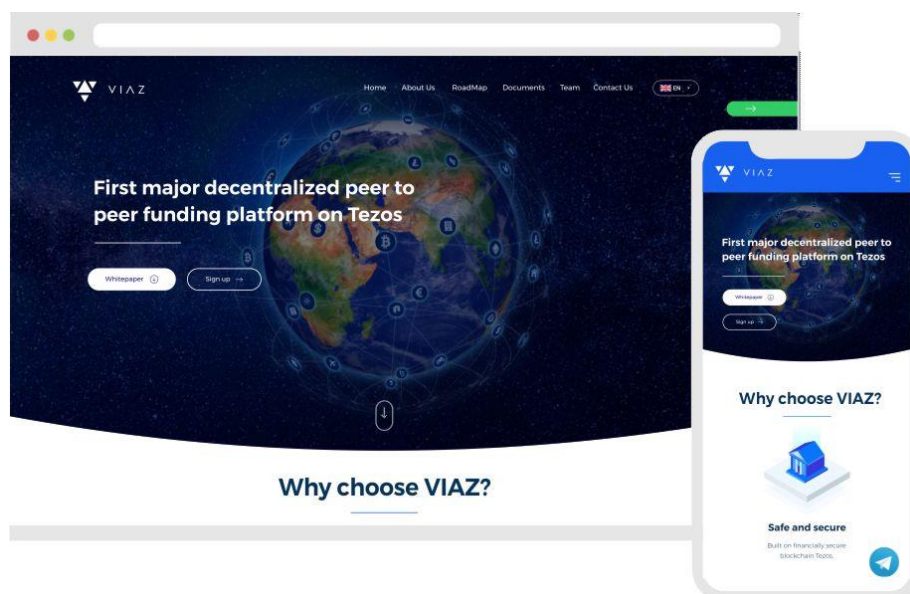 VIAZ
Home About Us RoadMap Documents Team Contact Us EN
First major decentralized peer to
peer funding platform on Tezos
Whitepaper Sign up
Why choose VIAZ?
VIAZ
First major decentralized peer to
peer funding platform on Tezos
Whitepaper
Sign up
Why choose VIAZ?
Safe and secure
Built on financially secure
blockchain Tezos.